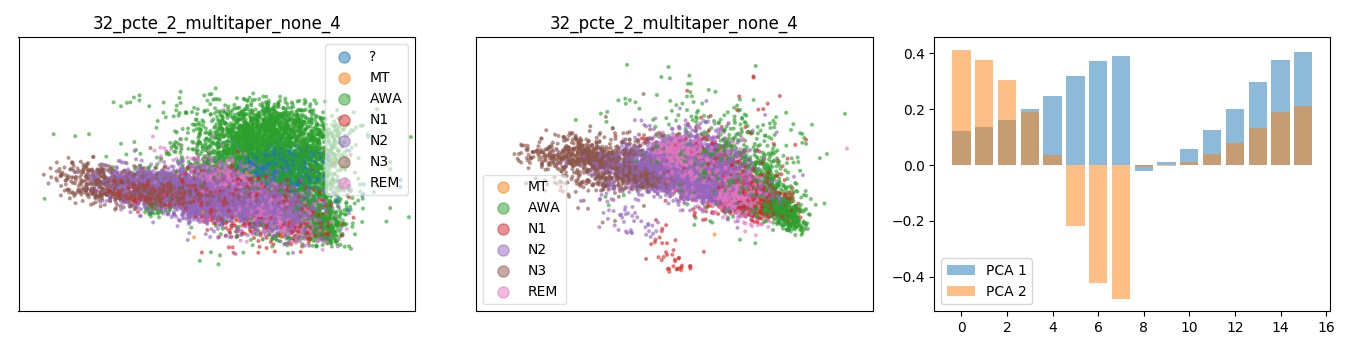 32_pcte_2_multitaper_none_4
?
MT
AWA
N1
N2
N3
REM
32_pcte_2_multitaper_none_4
MT
AWA
N1
N2
N3
REM
0.4
0.2
0.0
−0.2
−0.4
PCA 1
PCA 2
0 2 4 6 8 10 12 14 16